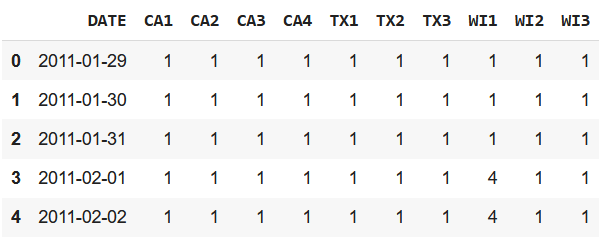 DATE CA1 CA2 CA3 CA4 TX1 TX2 TX3 WI1 WI2 WI3
0 2011-01-29 1 1 1 1 1 1 1 1 1 1
1 2011-01-30 1 1 1 1 1 1 1 1 1 1
2 2011-01-31 1 1 1 1 1 1 1 1 1 1
3 2011-02-01 1 1 1 1 1 1 1 4 1 1
4 2011-02-02 1 1 1 1 1 1 1 4 1 1